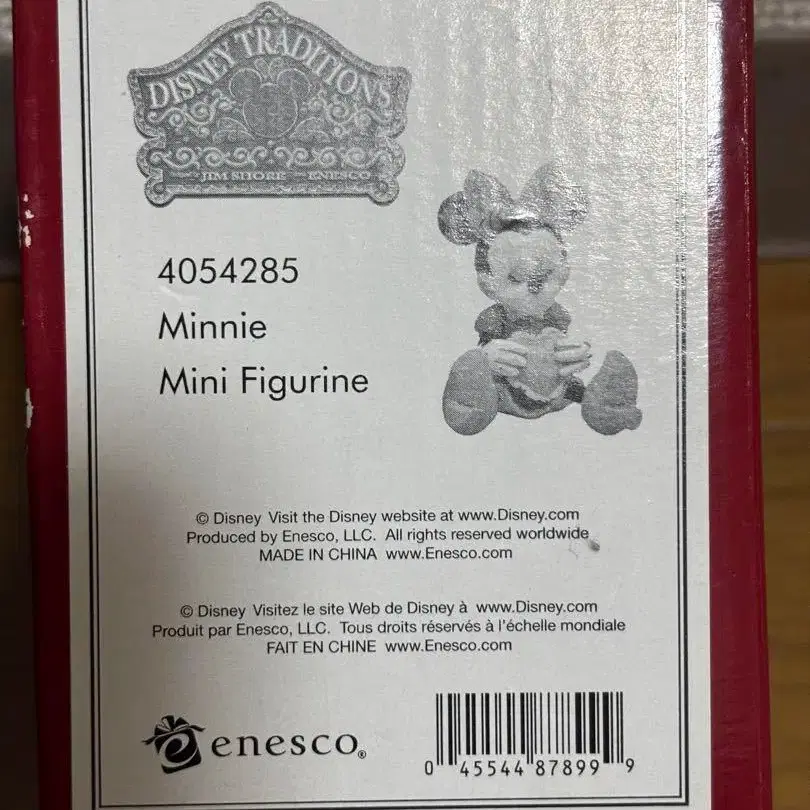 DISNEY TRADITIONS
JIM SHORE ENESCO
4054285
Minnie
Mini Figurine
© Disney Visit the Disney website at www.Disney.com
Produced by Enesco, LLC. All rights reserved worldwide
MADE IN CHINA www.Enesco.com
© Disney Visitez le site Web de Disney à www.Disney.com
Produit par Enesco, LLC. Tous droits réservés à l'échelle mondiale
FAIT EN CHINE www.Enesco.com
enesco®
0 45544 87899 9